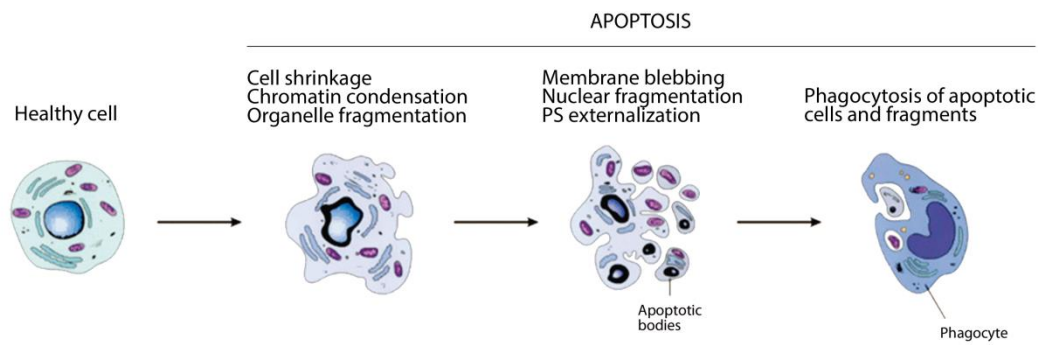 APOPTOSIS
Healthy cell
Cell shrinkage
Chromatin condensation
Organelle fragmentation
Membrane blebbing
Nuclear fragmentation
PS externalization
Phagocytosis of apoptotic
cells and fragments
Apoptotic
bodies
Phagocyte